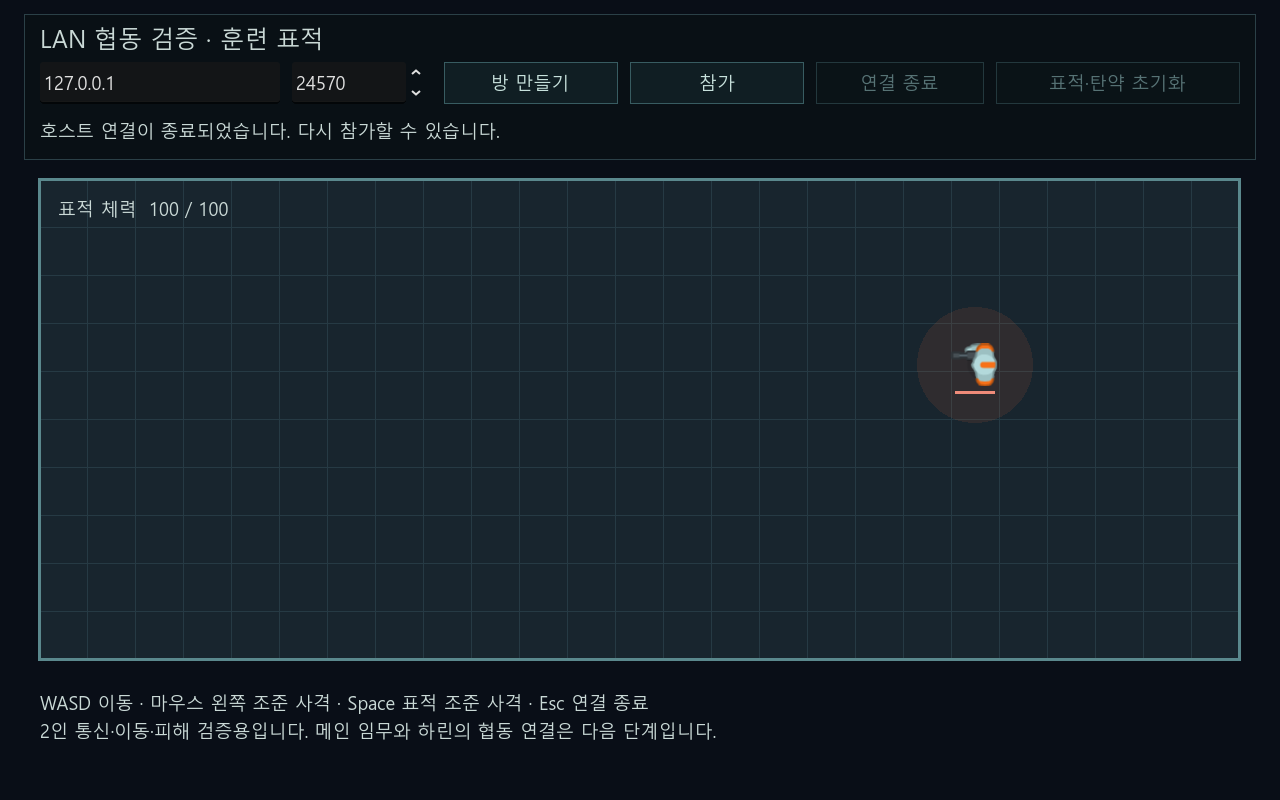 LAN 협동 검증 · 훈련 표적
127.0.0.1 24570 방 만들기 참가 연결 종료 표적·탄약 초기화
호스트 연결이 종료되었습니다. 다시 참가할 수 있습니다.
표적 체력 100 / 100
WASD 이동 · 마우스 왼쪽 조준 사격 · Space 표적 조준 사격 · Esc 연결 종료
2인 통신·이동·피해 검증용입니다. 메인 임무와 하린의 협동 연결은 다음 단계입니다.